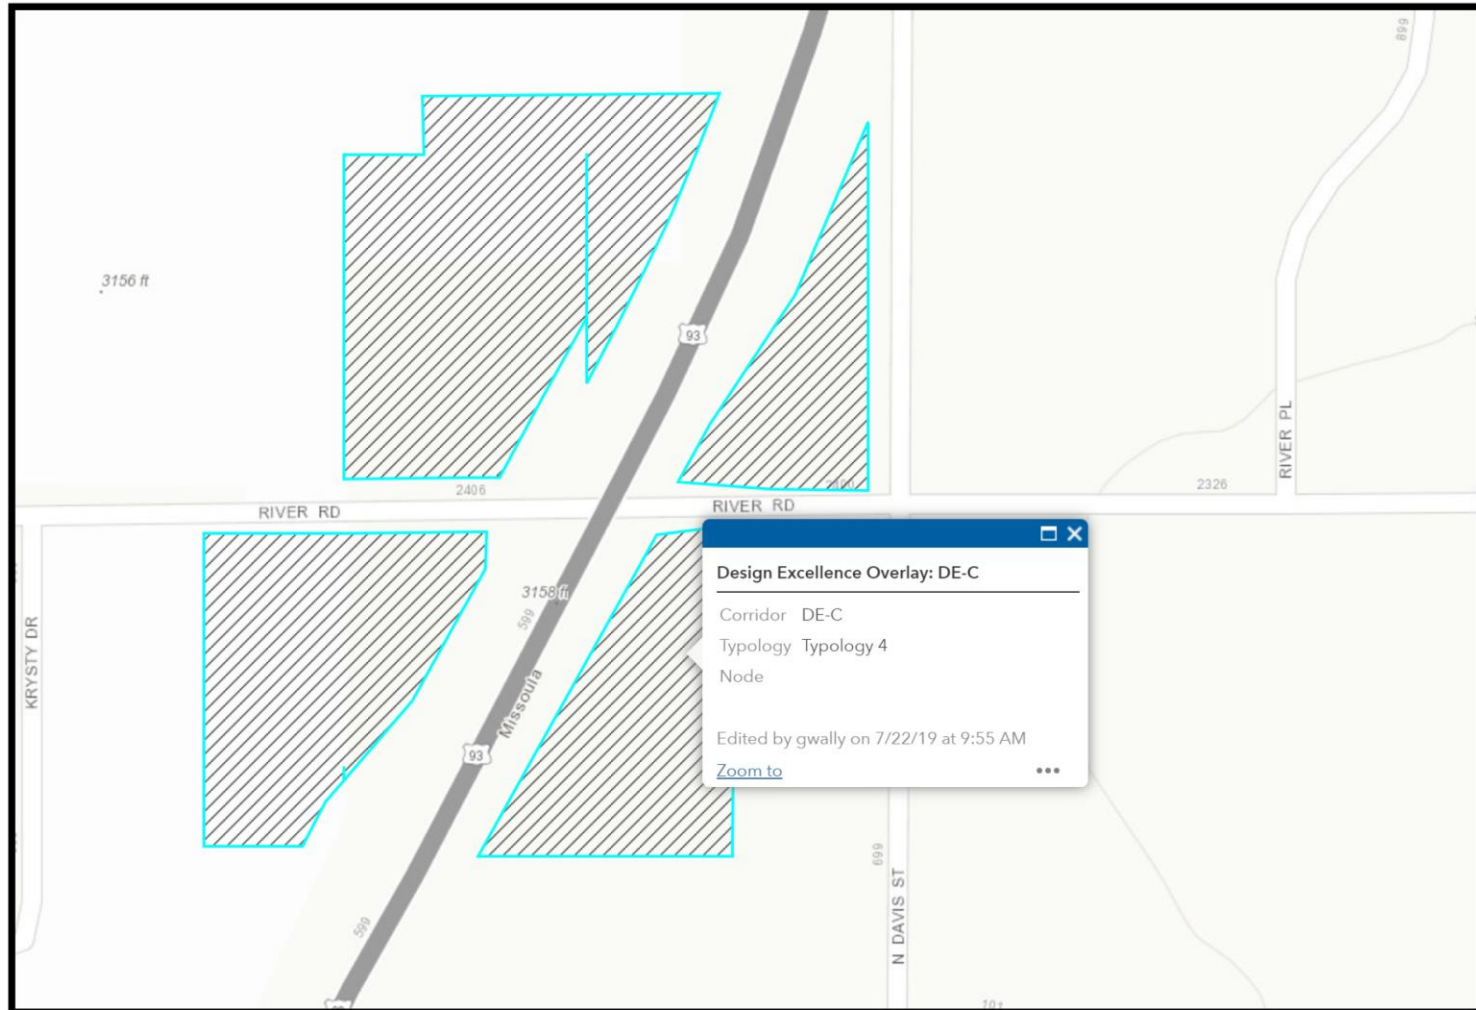 899
3156 ft
93
RIVER PL
2406
2326
RIVER RD
RIVER RD
Design Excellence Overlay: DE-C
Corridor DE-C
Typology Typology 4
Node
Edited by gwally on 7/22/19 at 9:55 AM
Zoom to
3158 ft
599
KRYSTY DR
Missoula
93
699
N DAVIS ST
599